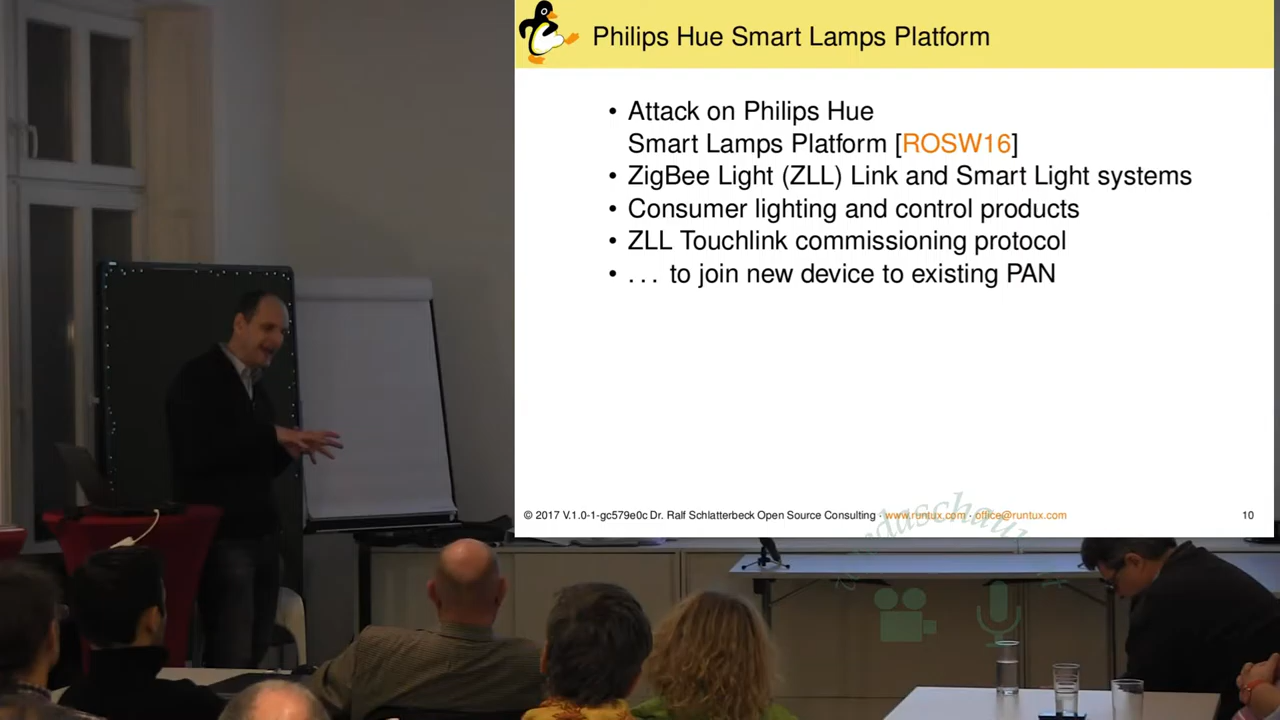 Philips Hue Smart Lamps Platform
• Attack on Philips Hue
Smart Lamps Platform [ROSW16]
• ZigBee Light (ZLL) Link and Smart Light systems
• Consumer lighting and control products
• ZLL Touchlink commissioning protocol
• . . . to join new device to existing PAN
© 2017 V.1.0-1-gc579e0c Dr. Ralf Schlatterbeck Open Source Consulting · www.runtux.com · office@runtux.com
10